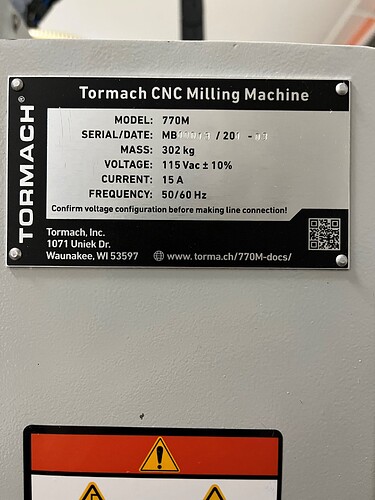 Tormach CNC Milling Machine
TORMACH®
MODEL: 770M
SERIAL/DATE:
MASS: 302 kg
VOLTAGE: 115 Vac ± 10%
CURRENT: 15 A
FREQUENCY: 50/60 Hz
Confirm voltage configuration before making line connection!
Tormach, Inc.
1071 Uniek Dr.
Waunakee, WI 53597
www.torma.ch/770M-docs/